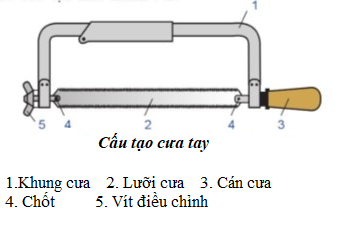 1
5 4 2 4 3
Cấu tạo cưa tay
1.Khung cưa 2. Lưỡi cưa 3. Cán cưa
4. Chốt 5. Vít điều chỉnh